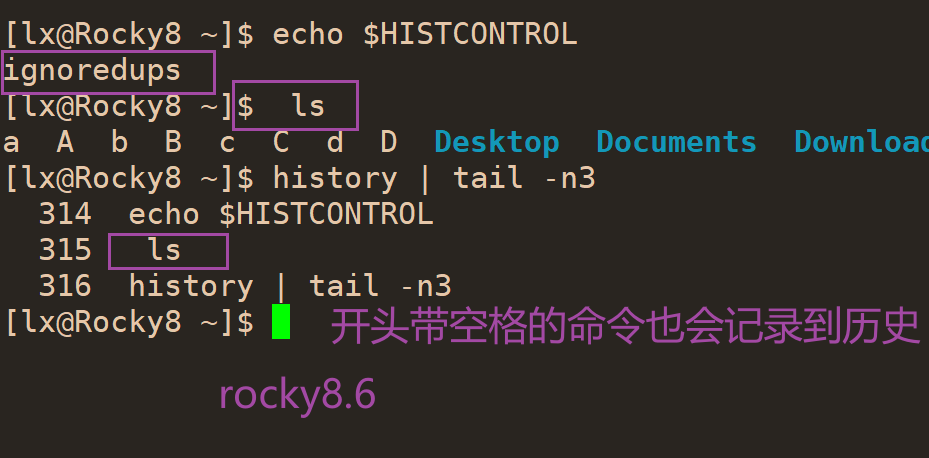 [lx@Rocky8 ~]$ echo $HISTCONTROL
ignoredups
[lx@Rocky8 ~]$  ls
a  A  b  B  c  C  d  D  Desktop  Documents  Download
[lx@Rocky8 ~]$ history | tail -n3
  314  echo $HISTCONTROL
  315   ls
  316  history | tail -n3
[lx@Rocky8 ~]$
开头带空格的命令也会记录到历史
rocky8.6